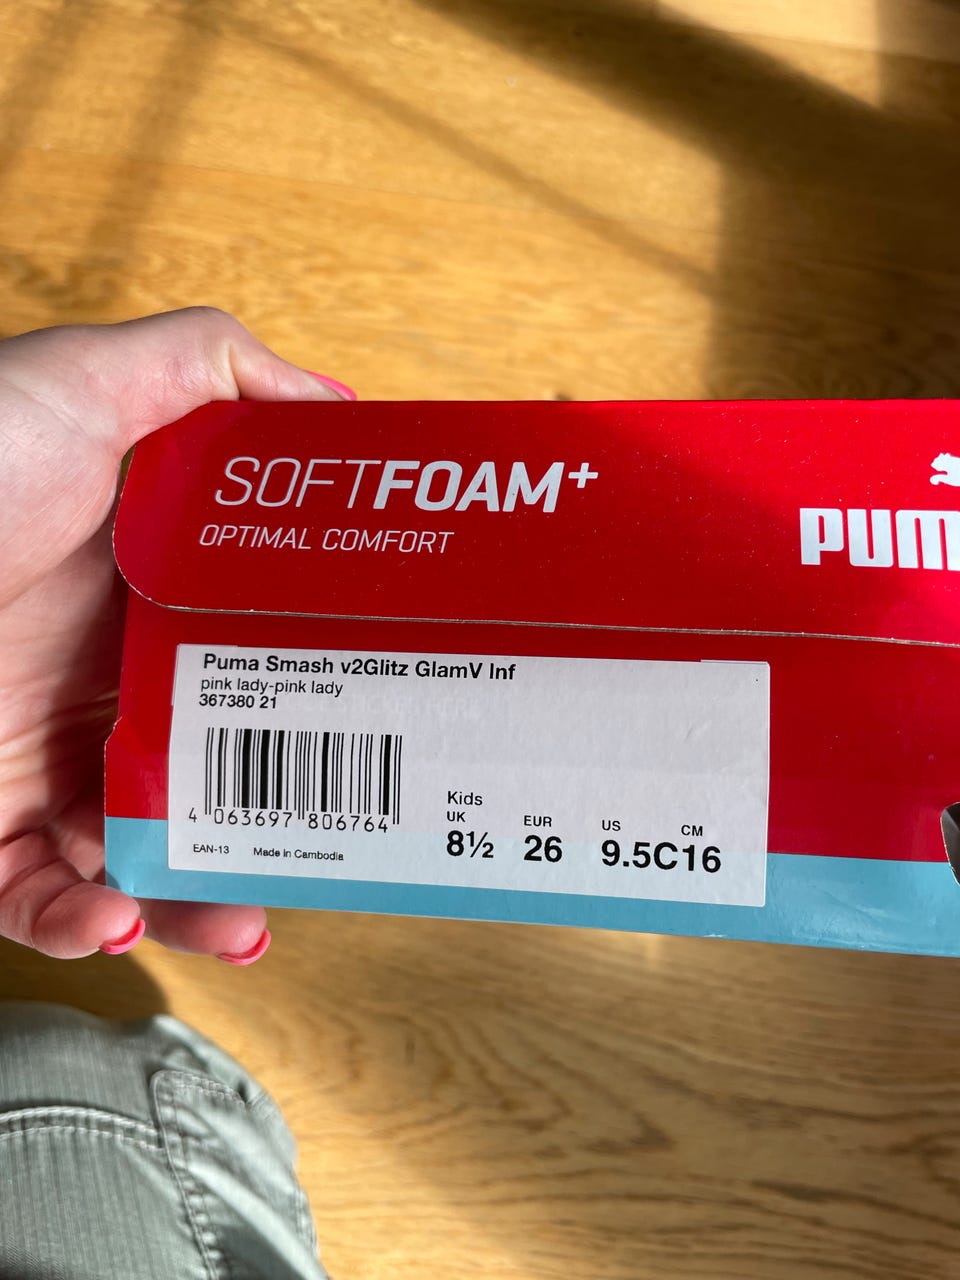 SOFTFOAM+
OPTIMAL COMFORT
PUM
Puma Smash v2Glitz GlamV Inf
pink lady-pink lady
367380 21
4 063697 806764
EAN-13 Made in Cambodia
Kids
UK EUR US CM
8½ 26 9.5C 16